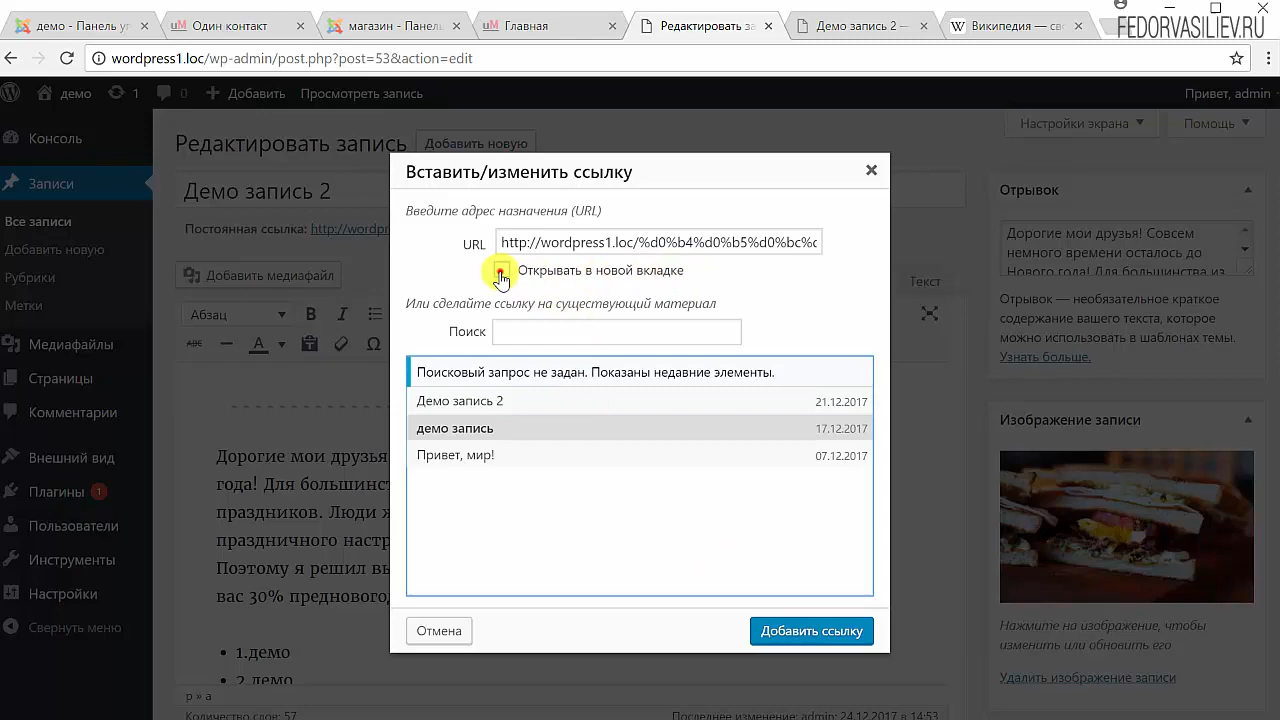 демо - Панель уг
Один контакт
магазин - Панель
Главная
Редактировать за
Демо запись 2 —
Википедия — сво
FEDORVASILIEV.RU
wordpress1.loc/wp-admin/post.php?post=53&action=edit
демо
1
0
Добавить
Просмотреть запись
Привет, admin
Консоль
Записи
Все записи
Добавить новую
Рубрики
Метки
Медиафайлы
Страницы
Комментарии
Внешний вид
Плагины 1
Пользователи
Инструменты
Настройки
Свернуть меню
Редактировать запись
Добавить новую
Настройки экрана
Помощь
Демо запись 2
Постоянная ссылка: http://wordpr
Добавить медиафайл
Текст
Абзац
B I
ABC
A
Ω
Дорогие мои друзья
года! Для большинст
праздников. Люди ж
праздничного настр
Поэтому я решил вы
вас 30% предновогод
1.демо
2.демо
p » a
Количество слов: 57
Последнее изменение: admin; 24.12.2017 в 14:53
Вставить/изменить ссылку
Введите адрес назначения (URL)
URL
http://wordpress1.loc/%d0%b4%d0%b5%d0%bc%c
Открывать в новой вкладке
Или сделайте ссылку на существующий материал
Поиск
Поисковый запрос не задан. Показаны недавние элементы.
Демо запись 2 21.12.2017
демо запись 17.12.2017
Привет, мир! 07.12.2017
Отмена
Добавить ссылку
Отрывок
Дорогие мои друзья! Совсем
немного времени осталось до
Нового года! Для большинства из
Отрывок — необязательное краткое
содержание вашего текста, которое
можно использовать в шаблонах темы.
Узнать больше.
Изображение записи
Нажмите на изображение, чтобы
изменить или обновить его
Удалить изображение записи